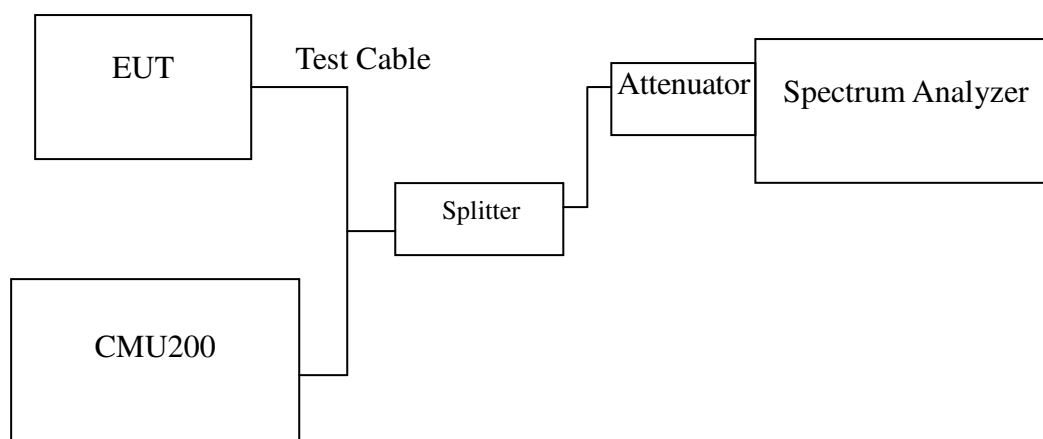 EUT
Test Cable
Attenuator
Spectrum Analyzer
Splitter
CMU200